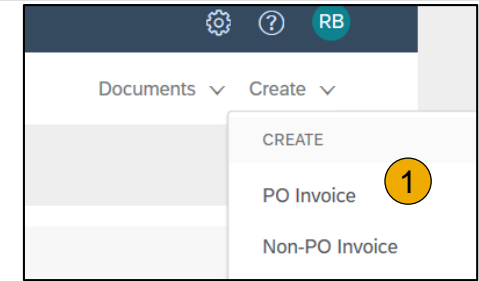 ? RB
Documents Create
CREATE
PO Invoice 1
Non-PO Invoice